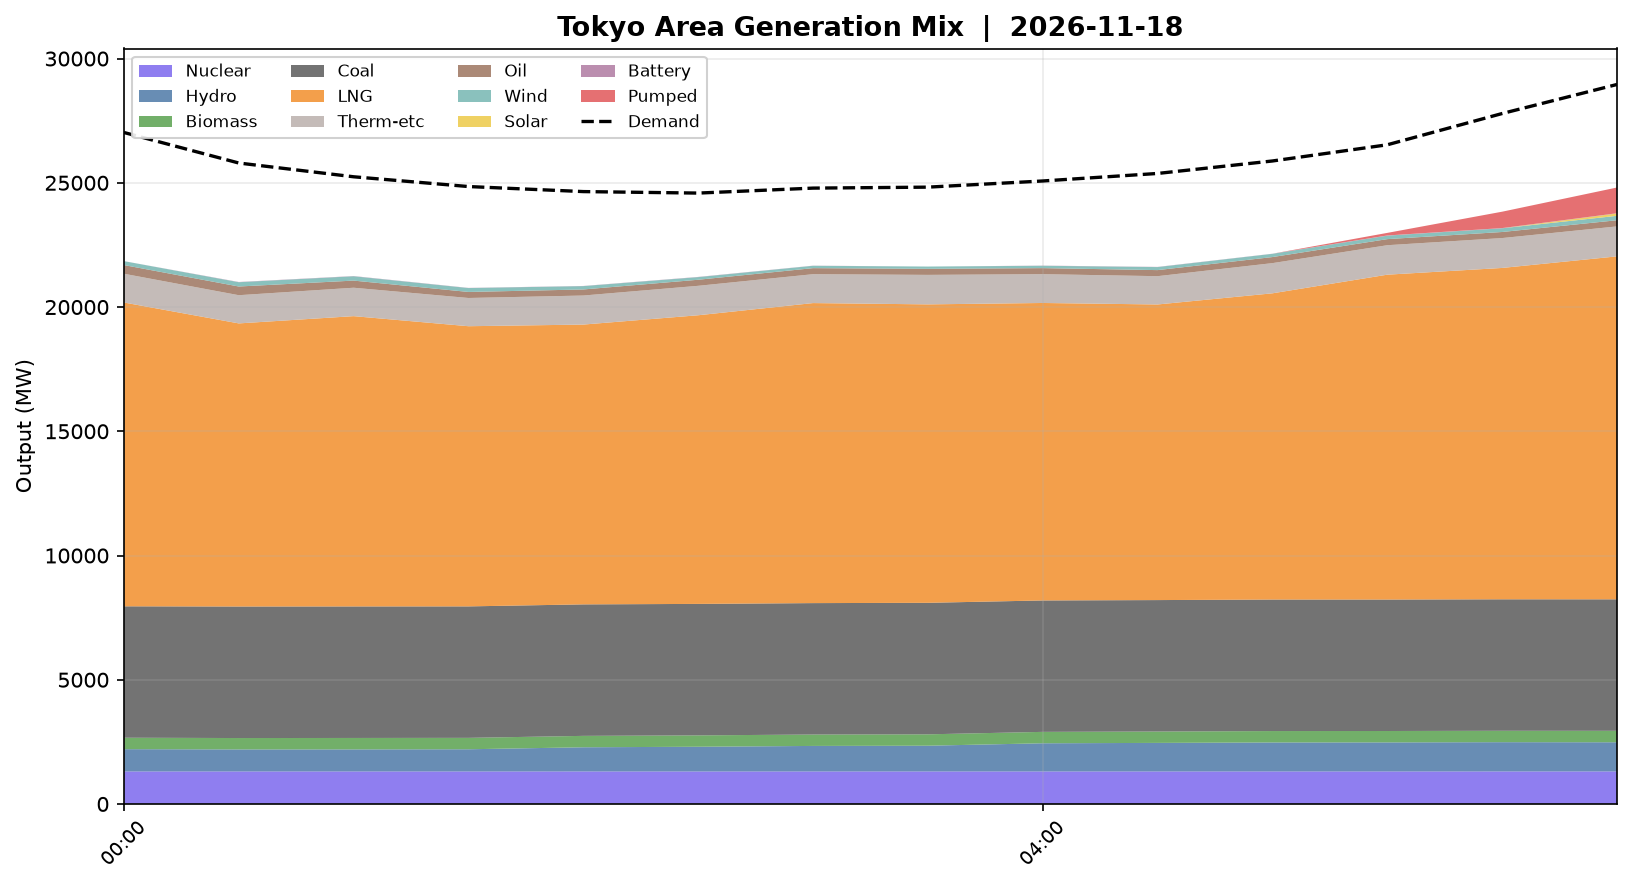 Tokyo Area Generation Mix | 2026-11-18
30000
25000
20000
15000
10000
5000
0
Output (MW)
Nuclear Coal Oil Battery
Hydro LNG Wind Pumped
Biomass Therm-etc Solar Demand
00:00 04:00